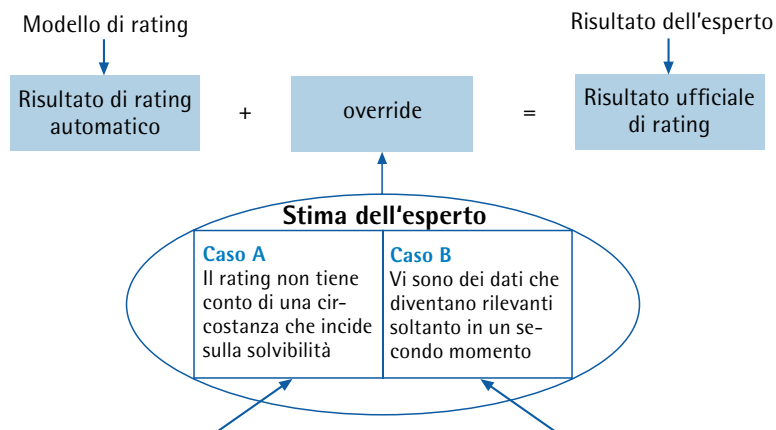 Modello di rating
Risultato dell'esperto
Risultato di rating
automatico
+
override
=
Risultato ufficiale
di rating
Stima dell'esperto
Caso A
Il rating non tiene
conto di una cir-
costanza che incide
sulla solvibilità
Caso B
Vi sono dei dati che
diventano rilevanti
soltanto in un se-
condo momento